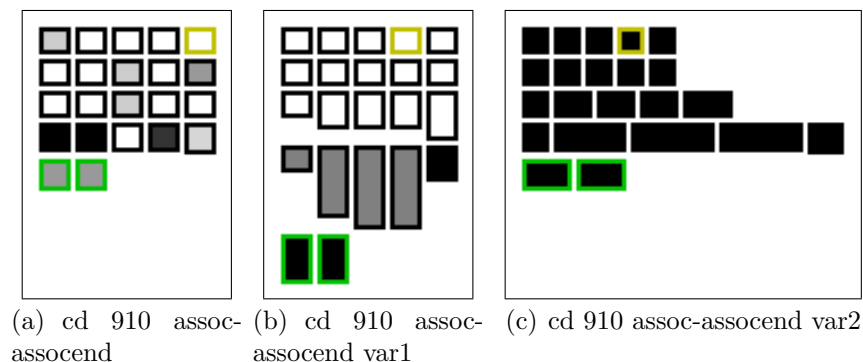 (a) cd 910 assoc-
assocend
(b) cd 910 assoc-
assocend var1
(c) cd 910 assoc-assocend var2